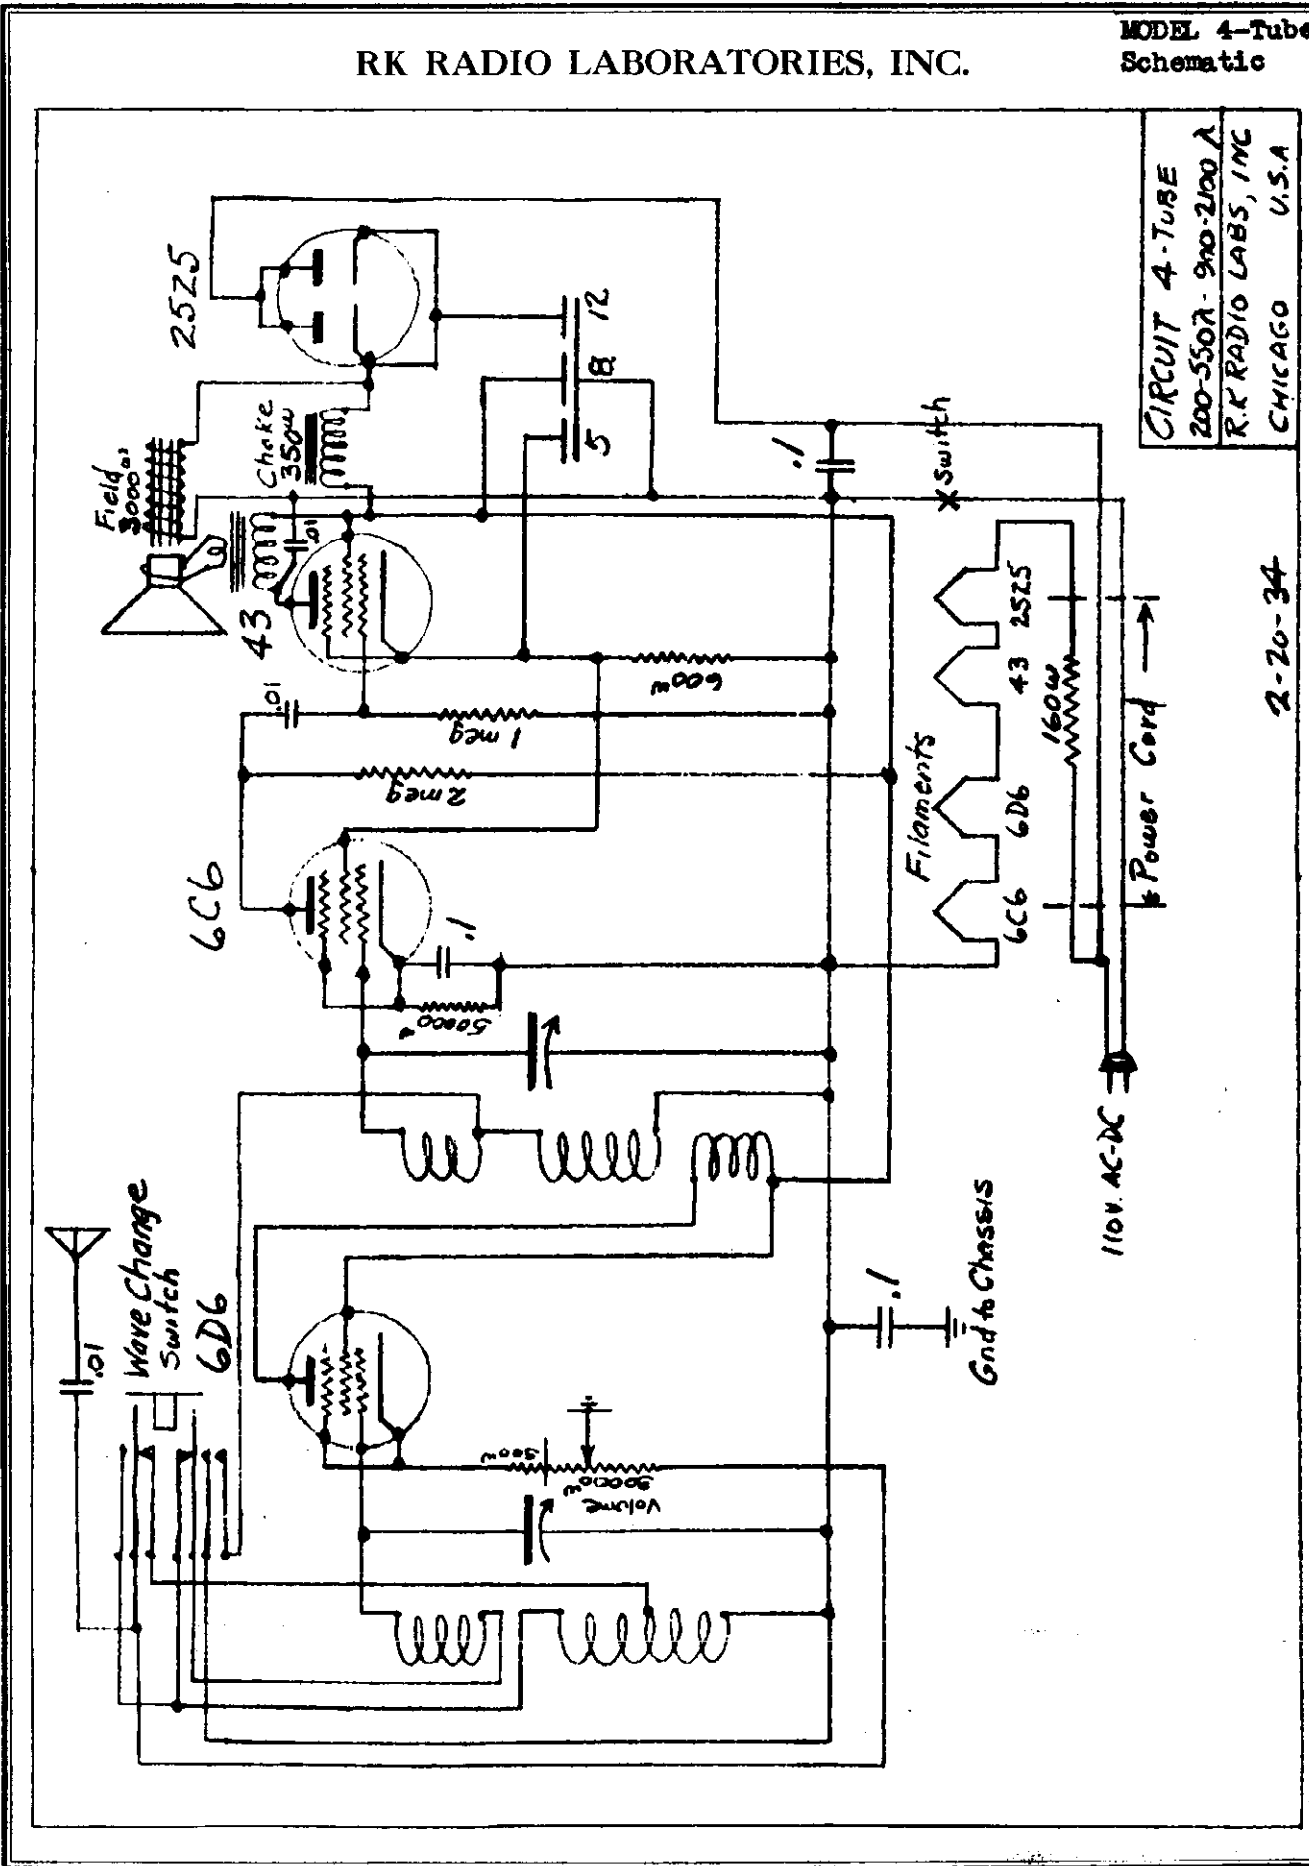 MODEL 4-Tube
Schematic
RK RADIO LABORATORIES, INC.
CIRCUIT 4-TUBE
200-550λ-900-2100λ
R.K RADIO LABS, INC
CHICAGO U.S.A
2-20-34
25Z5
Field
3000ω
Choke
350ω
.01
43
.01
12
8
5
.1
Switch
600ω
1 meg
2 meg
6C6
.1
50000ω
Filaments
6C6
6D6
43
25Z5
160ω
*Power Cord
110V. AC-DC
Wave Change
Switch
6D6
.01
600ω
50000ω
Volume
.1
Gnd to Chassis